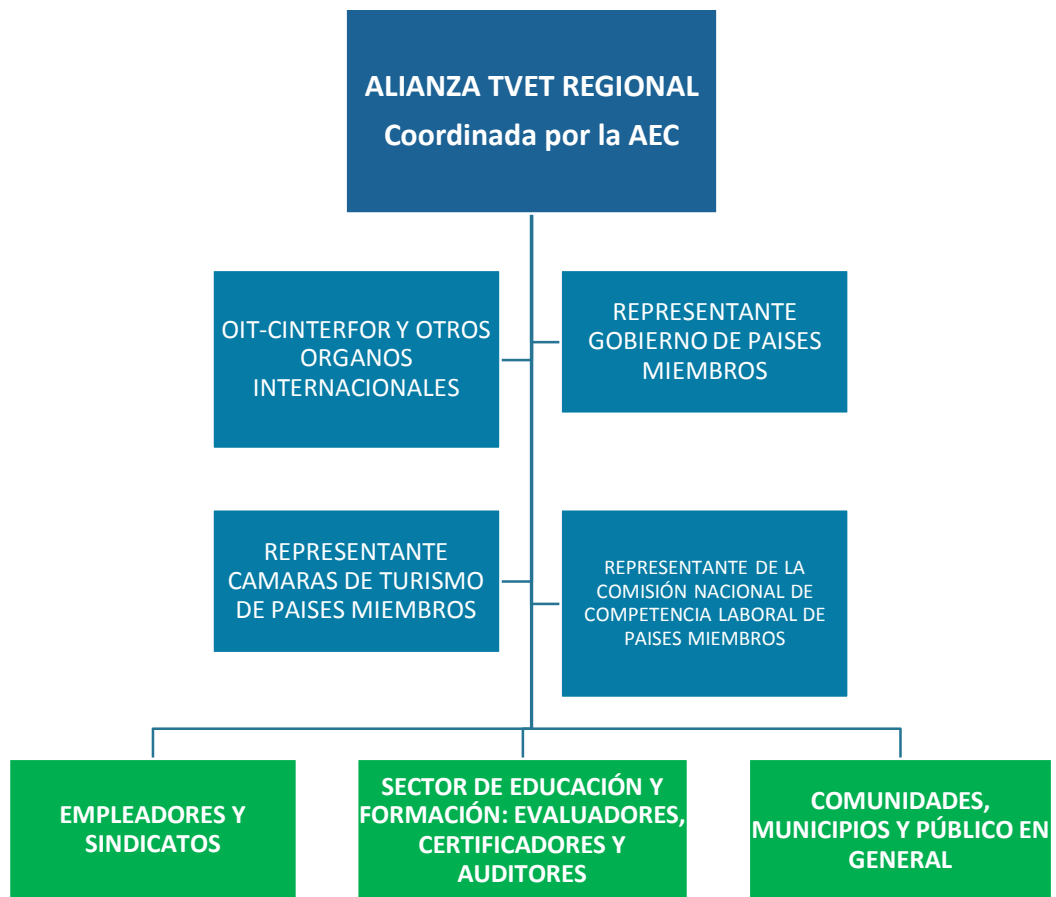 ALIANZA TVET REGIONAL
Coordinada por la AEC
OIT-CINTERFOR Y OTROS
ORGANOS
INTERNACIONALES
REPRESENTANTE
GOBIERNO DE PAISES
MIEMBROS
REPRESENTANTE
CAMARAS DE TURISMO
DE PAISES MIEMBROS
REPRESENTANTE DE LA
COMISIÓN NACIONAL DE
COMPETENCIA LABORAL DE
PAISES MIEMBROS
EMPLEADORES Y
SINDICATOS
SECTOR DE EDUCACIÓN Y
FORMACIÓN: EVALUADORES,
CERTIFICADORES Y
AUDITORES
COMUNIDADES,
MUNICIPIOS Y PÚBLICO EN
GENERAL